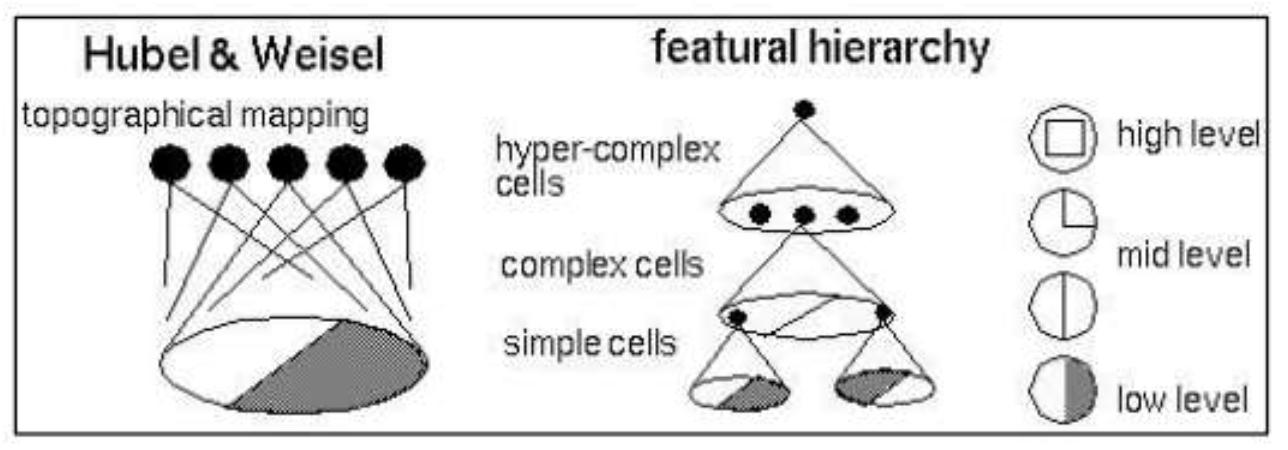 Hubel & Weisel
topographical mapping
featural hierarchy
hyper-complex
cells
complex cells
simple cells
high level
mid level
low level